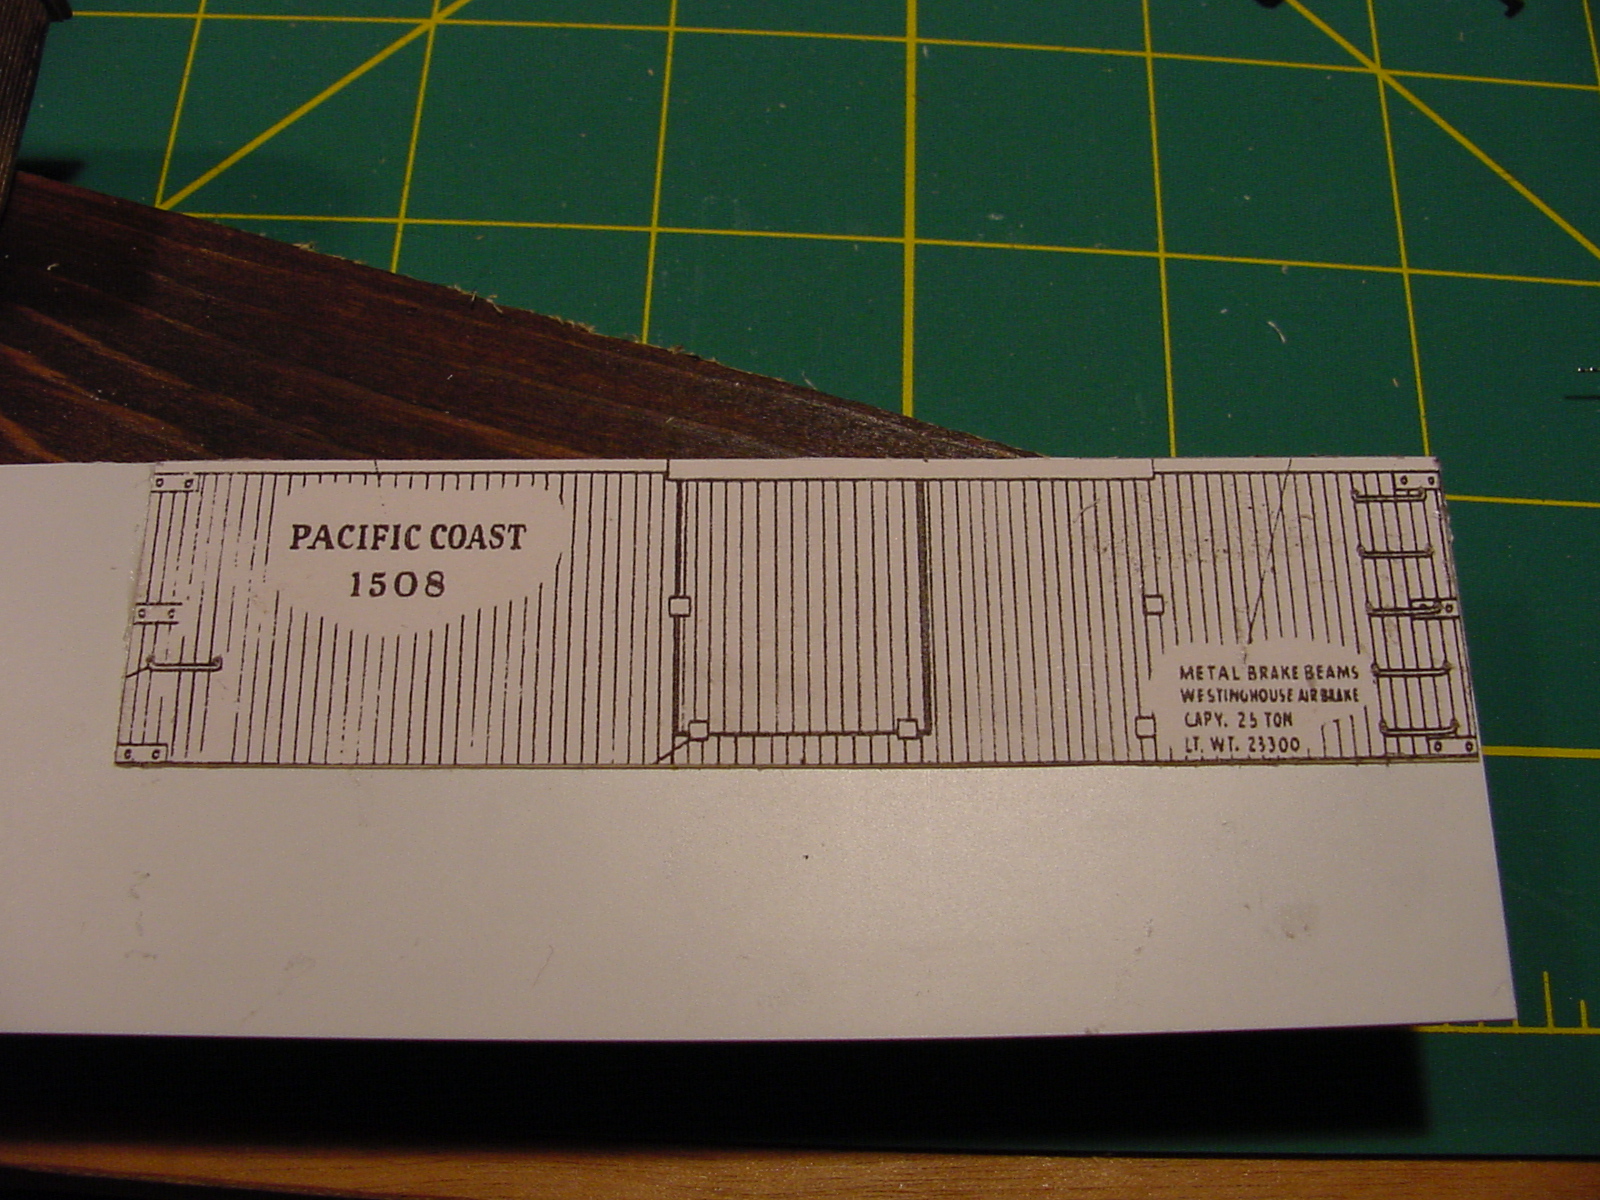 PACIFIC COAST
1508
METAL BRAKE BEAMS
WESTINGHOUSE AIR BRAKE
CAPY. 25 TON
LT. WT. 23300